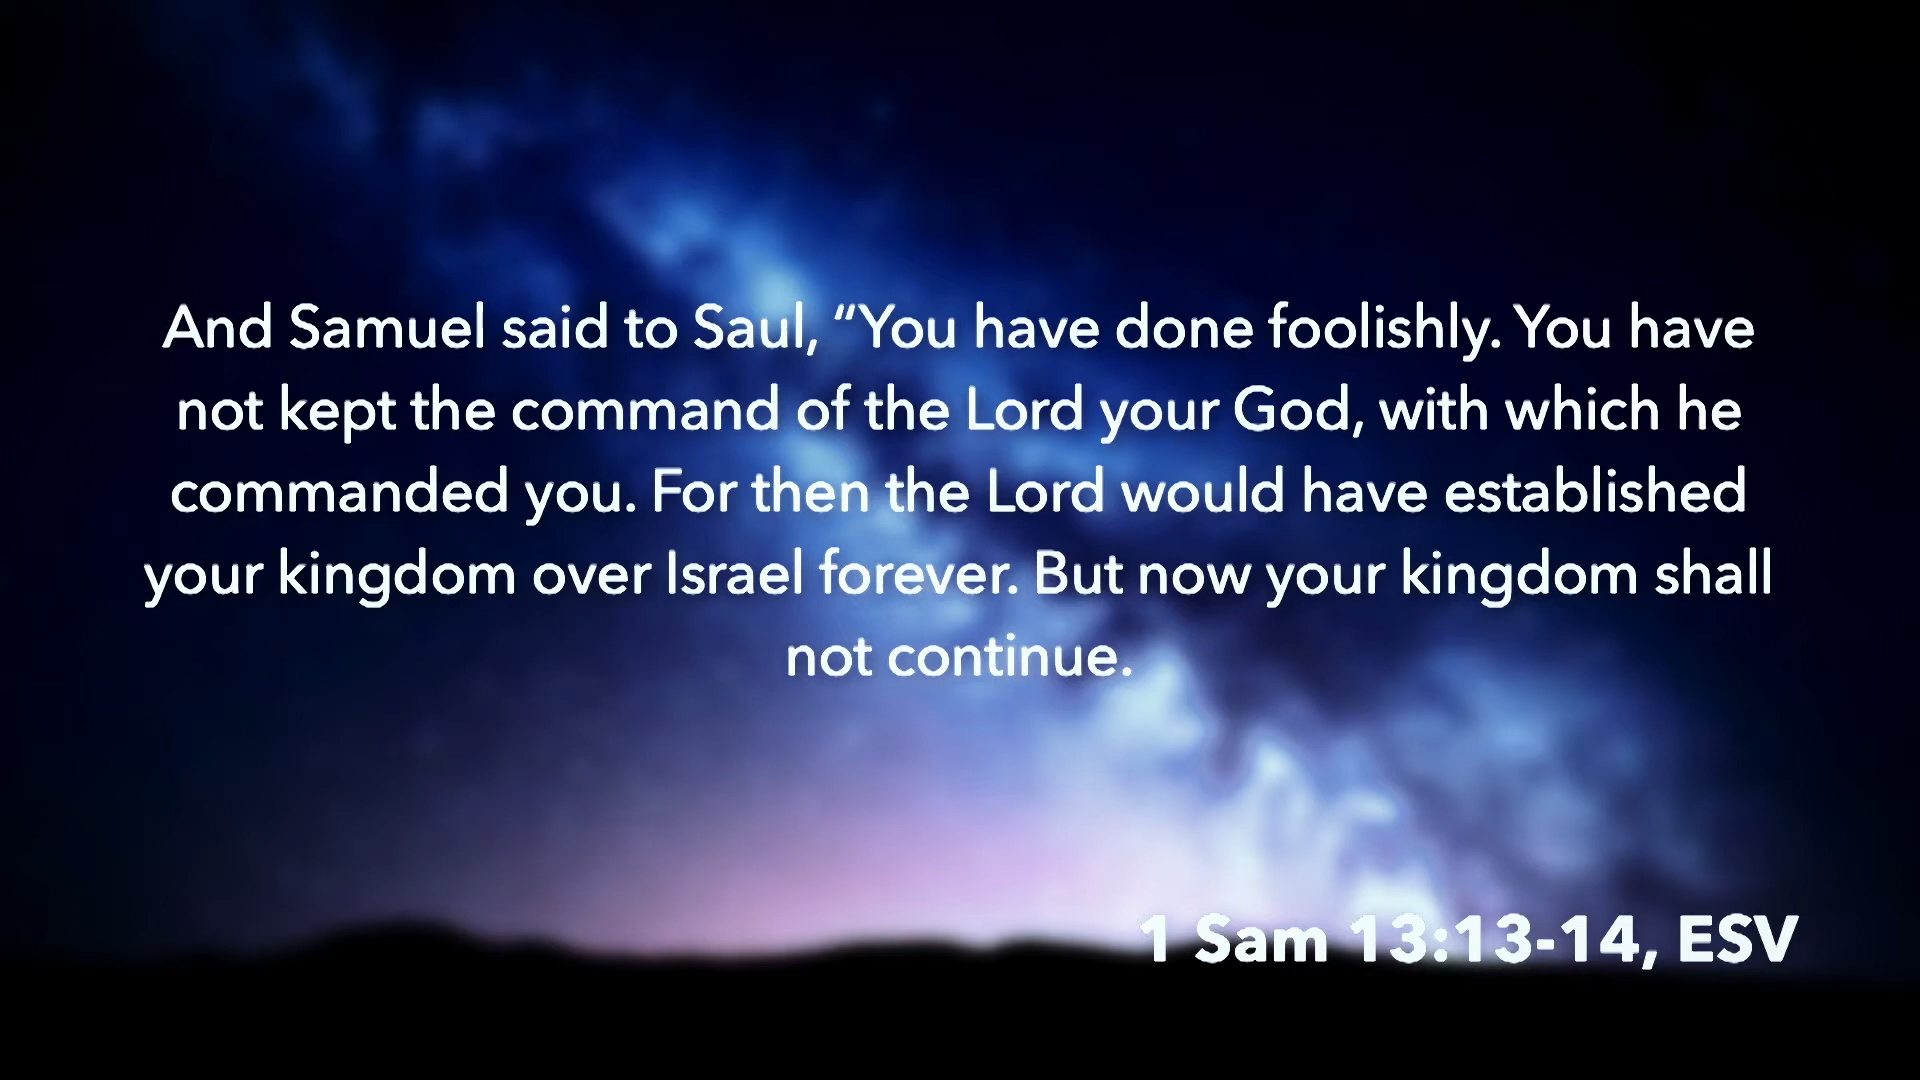 And Samuel said to Saul, “You have done foolishly. You have
not kept the command of the Lord your God, with which he
commanded you. For then the Lord would have established
your kingdom over Israel forever. But now your kingdom shall
not continue.
1 Sam 13:13-14, ESV